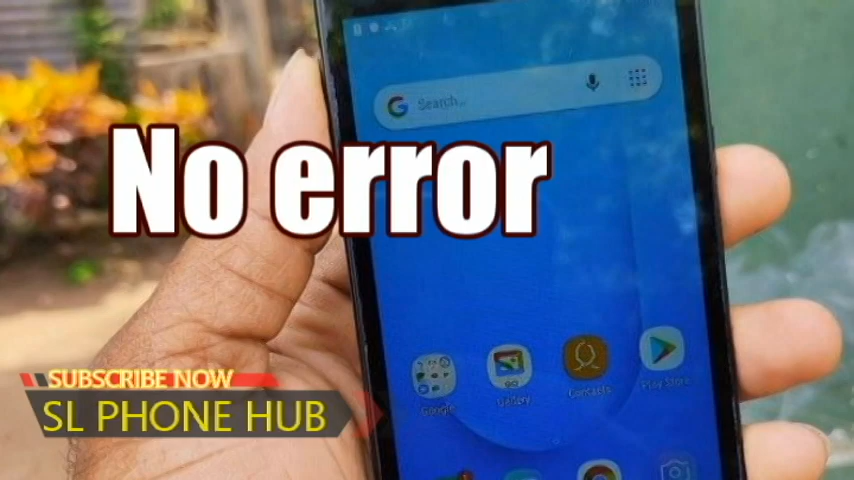 Search...
No error
Google
Gallery
Contacts
Play Store
SUBSCRIBE NOW
SL PHONE HUB